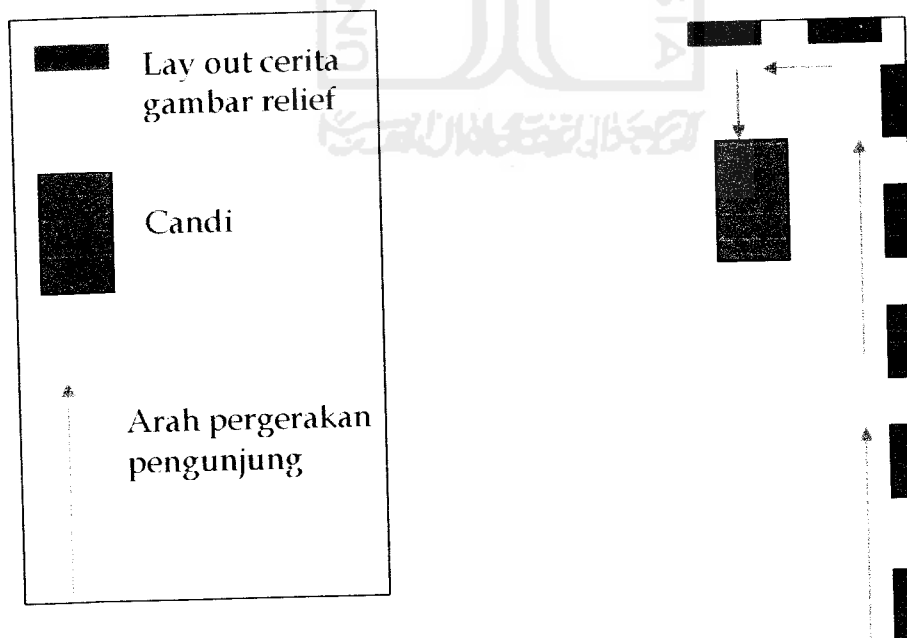 Lay out cerita
gambar relief
Candi
Arah pergerakan
pengunjung